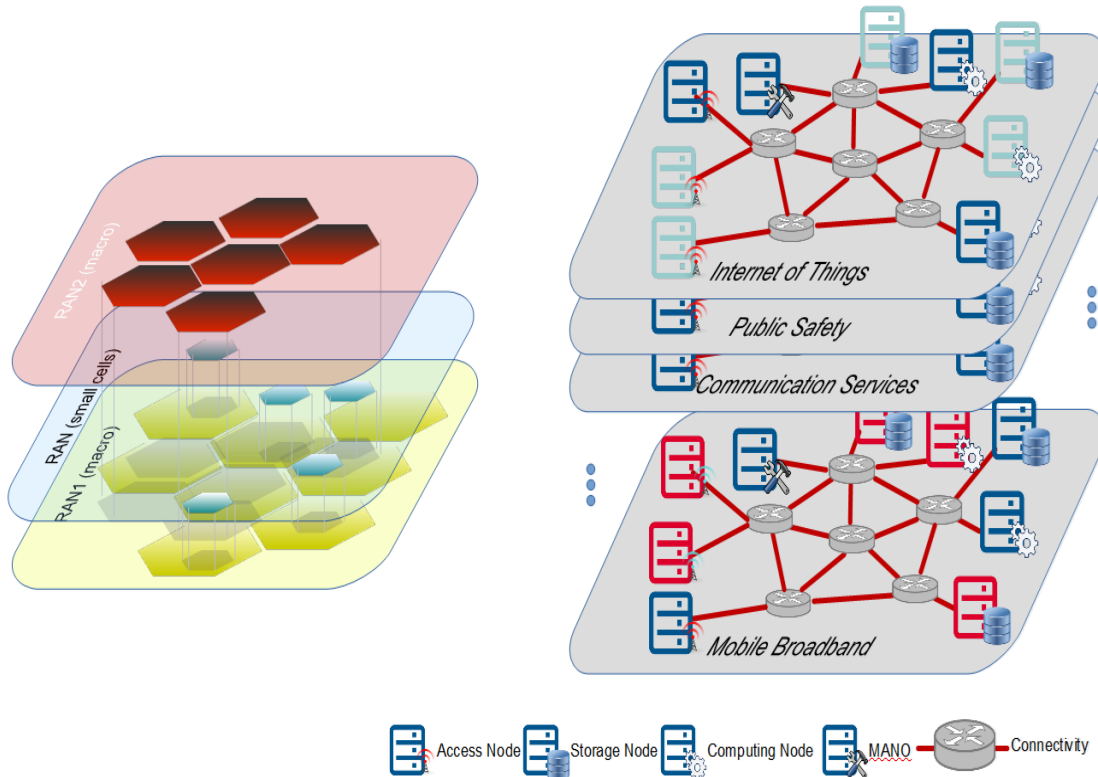 RAN2 (macro)
RAN (small cells)
RAN1 (macro)
Internet of Things
Public Safety
Communication Services
Mobile Broadband
Access Node
Storage Node
Computing Node
MANO
Connectivity